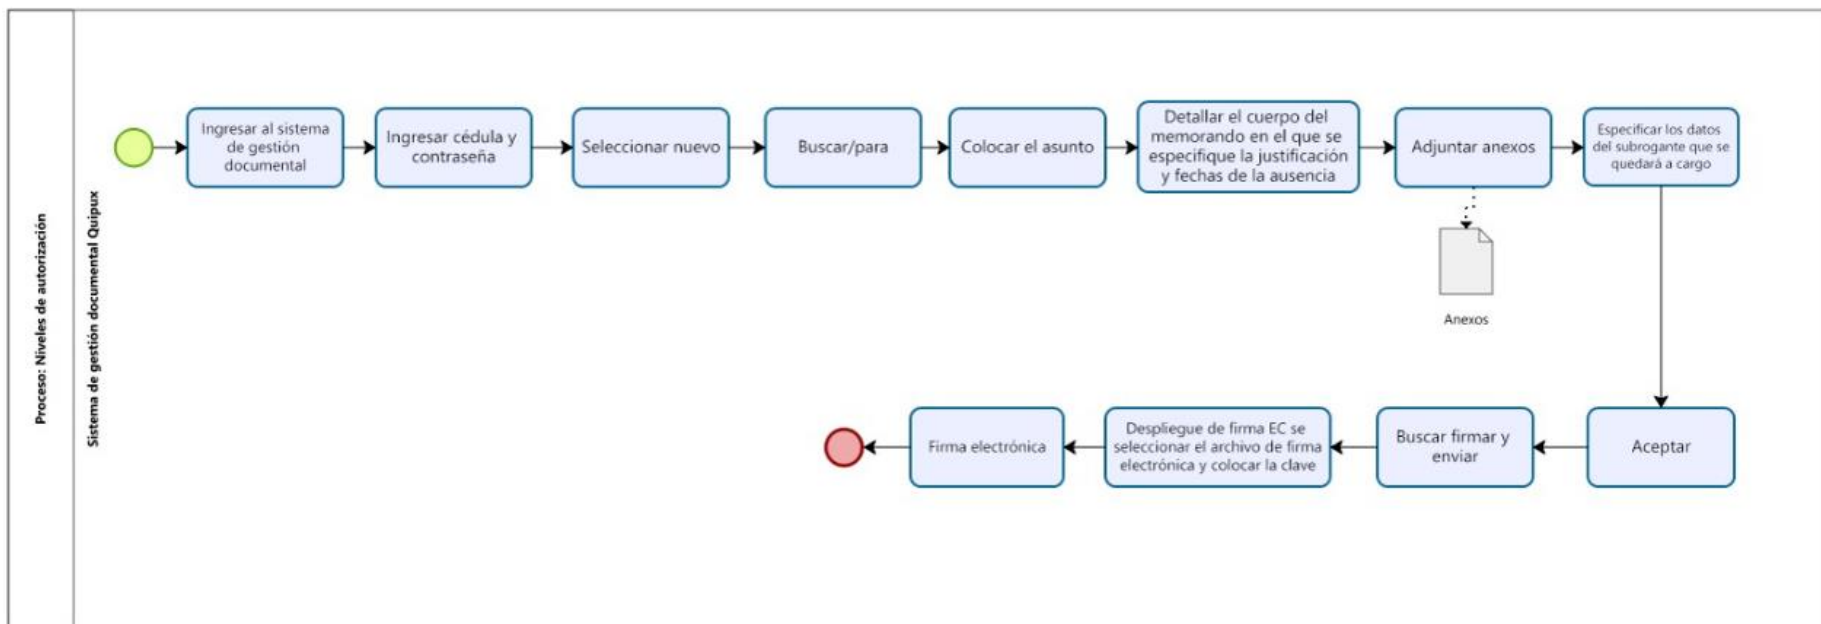 Proceso: Niveles de autorización
Sistema de gestión documental Quipux
Ingresar al sistema
de gestión
documental
Ingresar cédula y
contraseña
Seleccionar nuevo
Buscar/para
Colocar el asunto
Detallar el cuerpo del
memorando en el que se
especifique la justificación
y fechas de la ausencia
Adjuntar anexos
Especificar los datos
del subrogante que se
quedará a cargo
Anexos
Aceptar
Buscar firmar y
enviar
Despliegue de firma EC se
seleccionar el archivo de firma
electrónica y colocar la clave
Firma electrónica